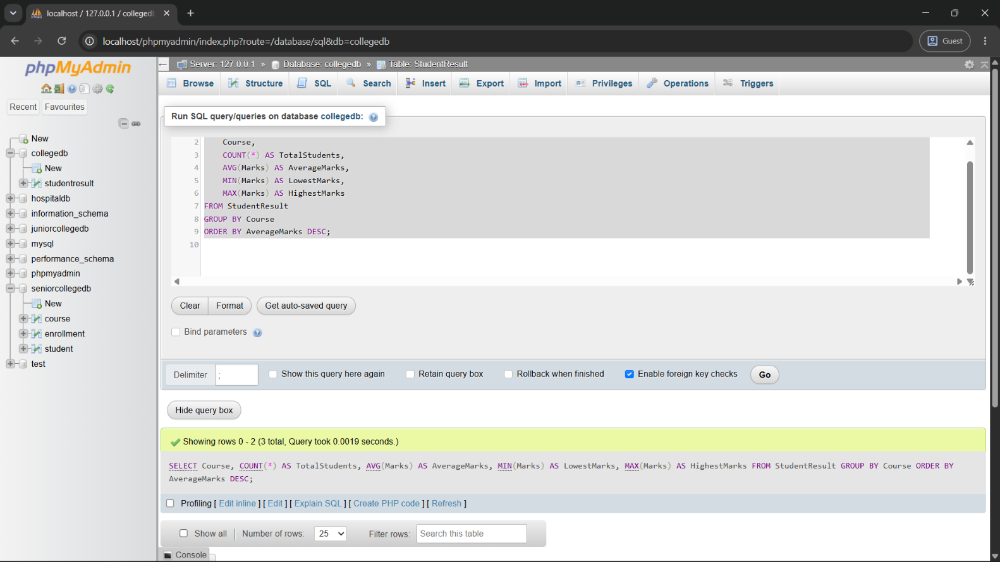 localhost / 127.0.0.1 / collegedb
localhost/phpmyadmin/index.php?route=/database/sql&db=collegedb
Guest
phpMyAdmin
Recent
Favourites
New
collegedb
New
studentresult
hospitaldb
information_schema
juniorcollegedb
mysql
performance_schema
phpmyadmin
seniorcollegedb
New
course
enrollment
student
test
Server: 127.0.0.1 » Database: collegedb » Table: StudentResult
Browse Structure SQL Search Insert Export Import Privileges Operations Triggers
Run SQL query/queries on database collegedb:
2 Course,
3 COUNT(*) AS TotalStudents,
4 AVG(Marks) AS AverageMarks,
5 MIN(Marks) AS LowestMarks,
6 MAX(Marks) AS HighestMarks
7 FROM StudentResult
8 GROUP BY Course
9 ORDER BY AverageMarks DESC;
10
Clear Format Get auto-saved query
Bind parameters
Delimiter ; Show this query here again Retain query box Rollback when finished Enable foreign key checks Go
Hide query box
Showing rows 0 - 2 (3 total, Query took 0.0019 seconds.)
SELECT Course, COUNT(*) AS TotalStudents, AVG(Marks) AS AverageMarks, MIN(Marks) AS LowestMarks, MAX(Marks) AS HighestMarks FROM StudentResult GROUP BY Course ORDER BY
AverageMarks DESC;
Profiling [ Edit inline ] [ Edit ] [ Explain SQL ] [ Create PHP code ] [ Refresh ]
Show all Number of rows: 25 Filter rows: Search this table
Console